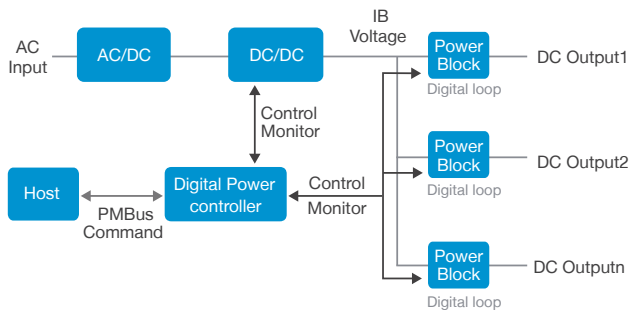 AC
Input
AC/DC
DC/DC
IB
Voltage
Power
Block
DC Output1
Digital loop
Control
Monitor
Power
Block
DC Output2
Digital loop
Host
PMBus
Command
Digital Power
controller
Control
Monitor
Power
Block
DC Outputn
Digital loop